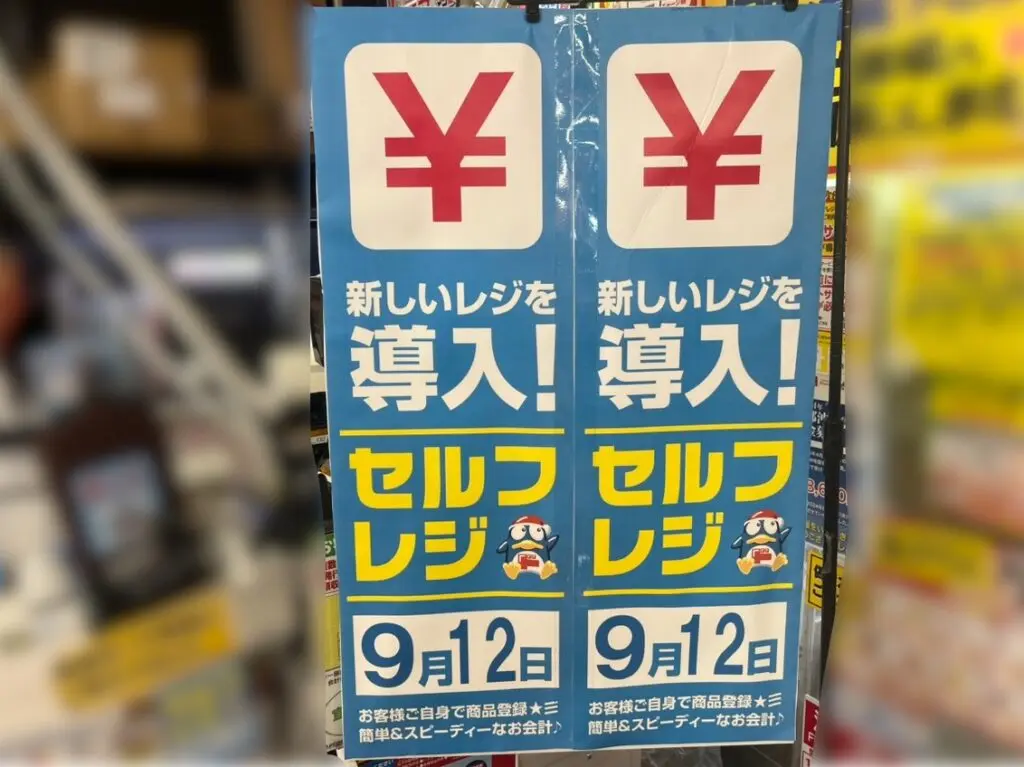 ¥
新しいレジを
導入!
セルフ
レジ
9月12日
お客様ご自身で商品登録★彡
簡単&スピーディーなお会計♪
¥
新しいレジを
導入!
セルフ
レジ
9月12日
お客様ご自身で商品登録★彡
簡単&スピーディーなお会計♪